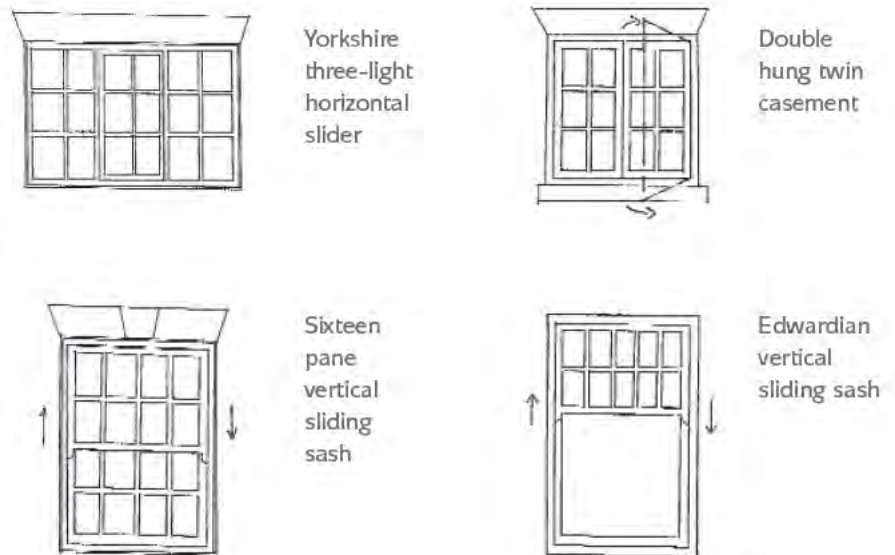 Yorkshire
three-light
horizontal
slider
Double
hung twin
casement
Sixteen
pane
vertical
sliding
sash
Edwardian
vertical
sliding sash